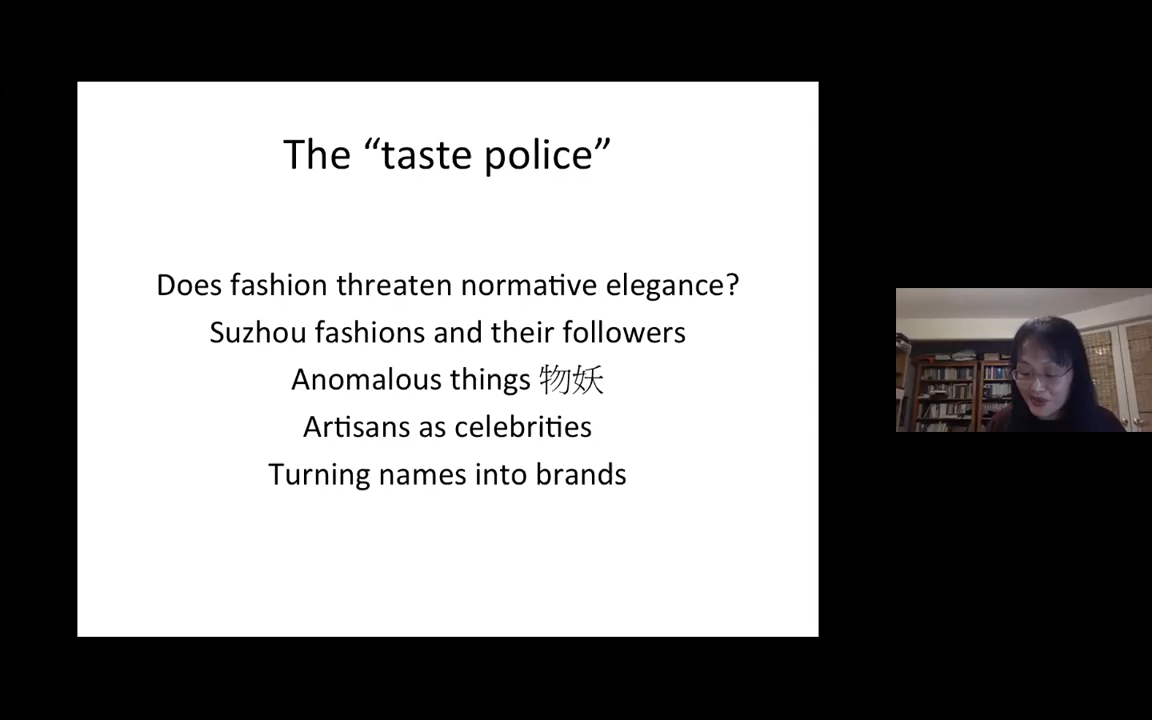 The “taste police”
Does fashion threaten normative elegance?
Suzhou fashions and their followers
Anomalous things 物妖
Artisans as celebrities
Turning names into brands